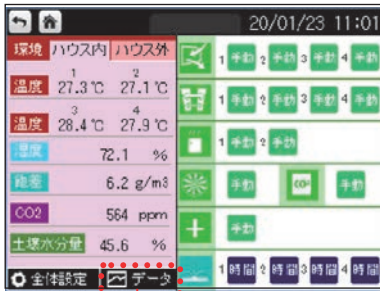 20/01/23 11:01
環境 ハウス内 ハウス外
1 2
温度 27.3℃ 27.1℃
3 4
温度 28.4℃ 27.9℃
湿度 72.1 %
飽差 6.2 g/m3
CO2 564 ppm
土壌水分量 45.6 %
全体設定 データ
1 手動 2 手動 3 手動 4 手動
1 手動 2 手動 3 手動 4 手動
1 手動 2 手動
手動 CO2 手動
手動
1 時間 2 時間 3 時間 4 時間